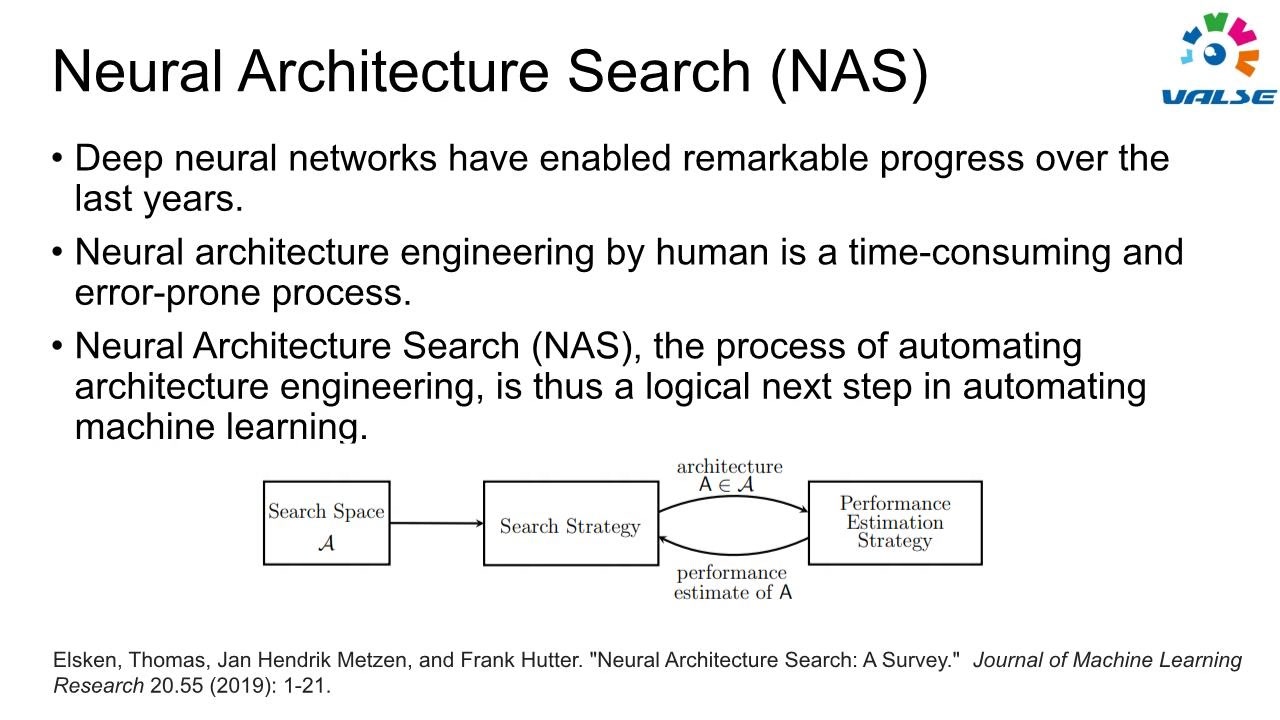 Neural Architecture Search (NAS)
VALSE
• Deep neural networks have enabled remarkable progress over the
last years.
• Neural architecture engineering by human is a time-consuming and
error-prone process.
• Neural Architecture Search (NAS), the process of automating
architecture engineering, is thus a logical next step in automating
machine learning.
Search Space
𝒜
Search Strategy
architecture
A ∈ 𝒜
Performance
Estimation
Strategy
performance
estimate of A
Elsken, Thomas, Jan Hendrik Metzen, and Frank Hutter. "Neural Architecture Search: A Survey." Journal of Machine Learning
Research 20.55 (2019): 1-21.